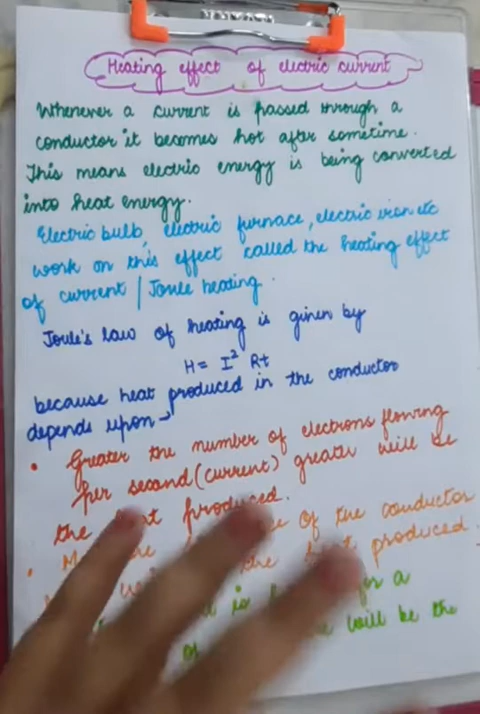 Heating effect of electric current
Whenever a current is passed through a
conductor it becomes hot after sometime.
This means electric energy is being converted
into heat energy.
Electric bulb, electric furnace, electric iron etc
work on this effect called the heating effect
of current / Joule heating.
Joule's law of heating is given by
H = I² Rt
because heat produced in the conductor
depends upon→
• Greater the number of electrons flowing
per second (current) greater will be
the produced.
• of the conductor
the heat produced.
is a
will be the